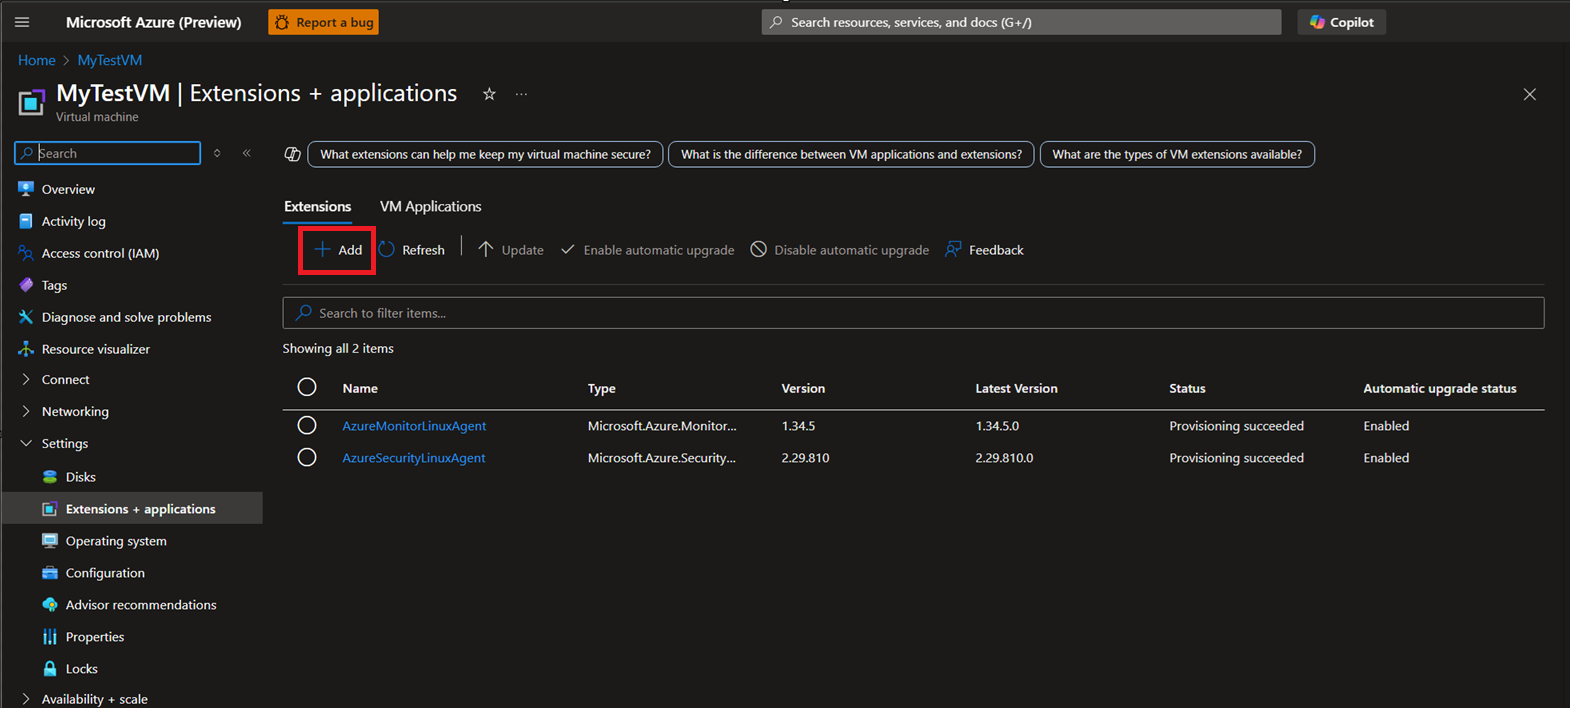 Microsoft Azure (Preview) Report a bug Search resources, services, and docs (G+/) Copilot
Home > MyTestVM
MyTestVM | Extensions + applications ...
Virtual machine
Search
What extensions can help me keep my virtual machine secure? What is the difference between VM applications and extensions? What are the types of VM extensions available?
Overview
Activity log
Access control (IAM)
Tags
Diagnose and solve problems
Resource visualizer
Connect
Networking
Settings
Disks
Extensions + applications
Operating system
Configuration
Advisor recommendations
Properties
Locks
Availability + scale
Extensions VM Applications
Add Refresh Update Enable automatic upgrade Disable automatic upgrade Feedback
Search to filter items...
Showing all 2 items
Name Type Version Latest Version Status Automatic upgrade status
AzureMonitorLinuxAgent Microsoft.Azure.Monitor... 1.34.5 1.34.5.0 Provisioning succeeded Enabled
AzureSecurityLinuxAgent Microsoft.Azure.Security... 2.29.810 2.29.810.0 Provisioning succeeded Enabled